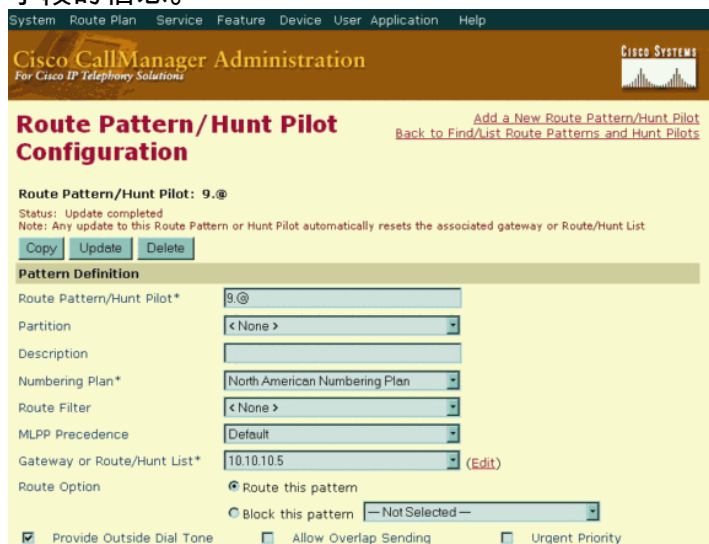 字段的信息。
System Route Plan Service Feature Device User Application Help
Cisco CallManager Administration
For Cisco IP Telephony Solutions
CISCO SYSTEMS
Route Pattern/Hunt Pilot Configuration
Add a New Route Pattern/Hunt Pilot
Back to Find/List Route Patterns and Hunt Pilots
Route Pattern/Hunt Pilot: 9.@
Status: Update completed
Note: Any update to this Route Pattern or Hunt Pilot automatically resets the associated gateway or Route/Hunt List
Copy Update Delete
Pattern Definition
Route Pattern/Hunt Pilot* 9.@
Partition < None >
Description
Numbering Plan* North American Numbering Plan
Route Filter < None >
MLPP Precedence Default
Gateway or Route/Hunt List* 10.10.10.5 (Edit)
Route Option Route this pattern
Block this pattern — Not Selected —
Provide Outside Dial Tone Allow Overlap Sending Urgent Priority